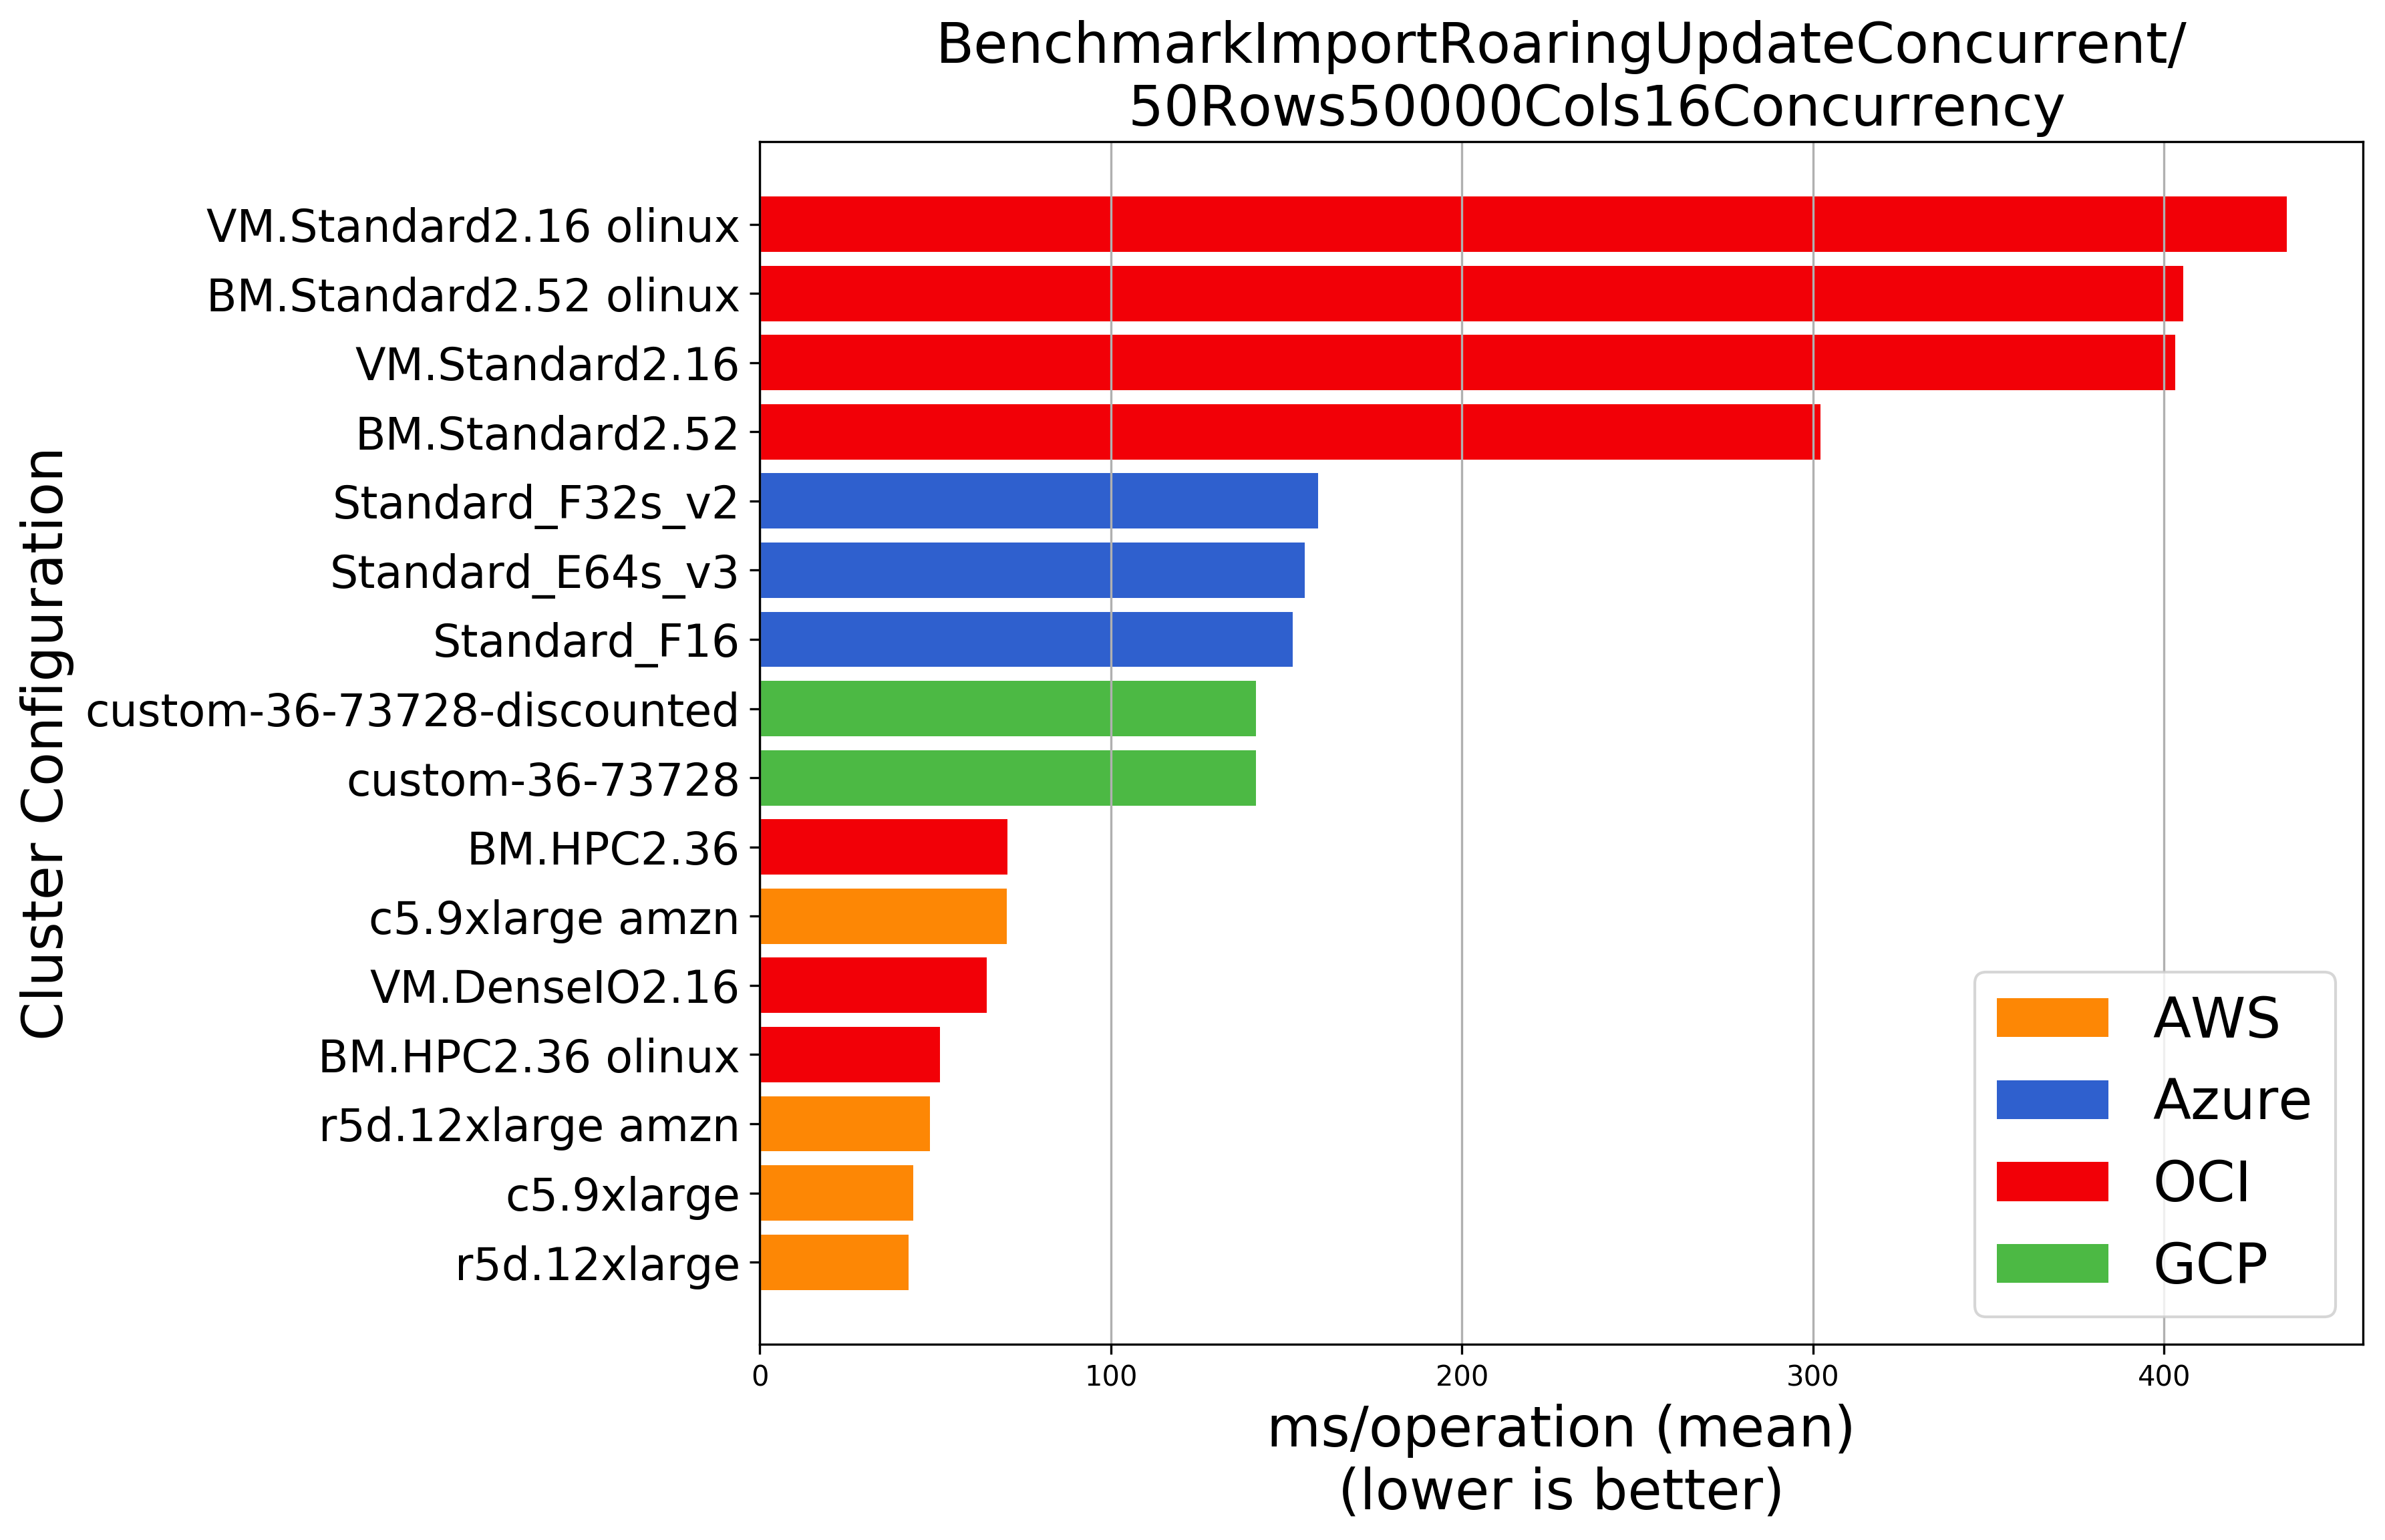 BenchmarkImportRoaringUpdateConcurrent/
50Rows50000Cols16Concurrency
Cluster Configuration
VM.Standard2.16 olinux
BM.Standard2.52 olinux
VM.Standard2.16
BM.Standard2.52
Standard_F32s_v2
Standard_E64s_v3
Standard_F16
custom-36-73728-discounted
custom-36-73728
BM.HPC2.36
c5.9xlarge amzn
VM.DenseIO2.16
BM.HPC2.36 olinux
r5d.12xlarge amzn
c5.9xlarge
r5d.12xlarge
AWS
Azure
OCI
GCP
0 100 200 300 400
ms/operation (mean)
(lower is better)